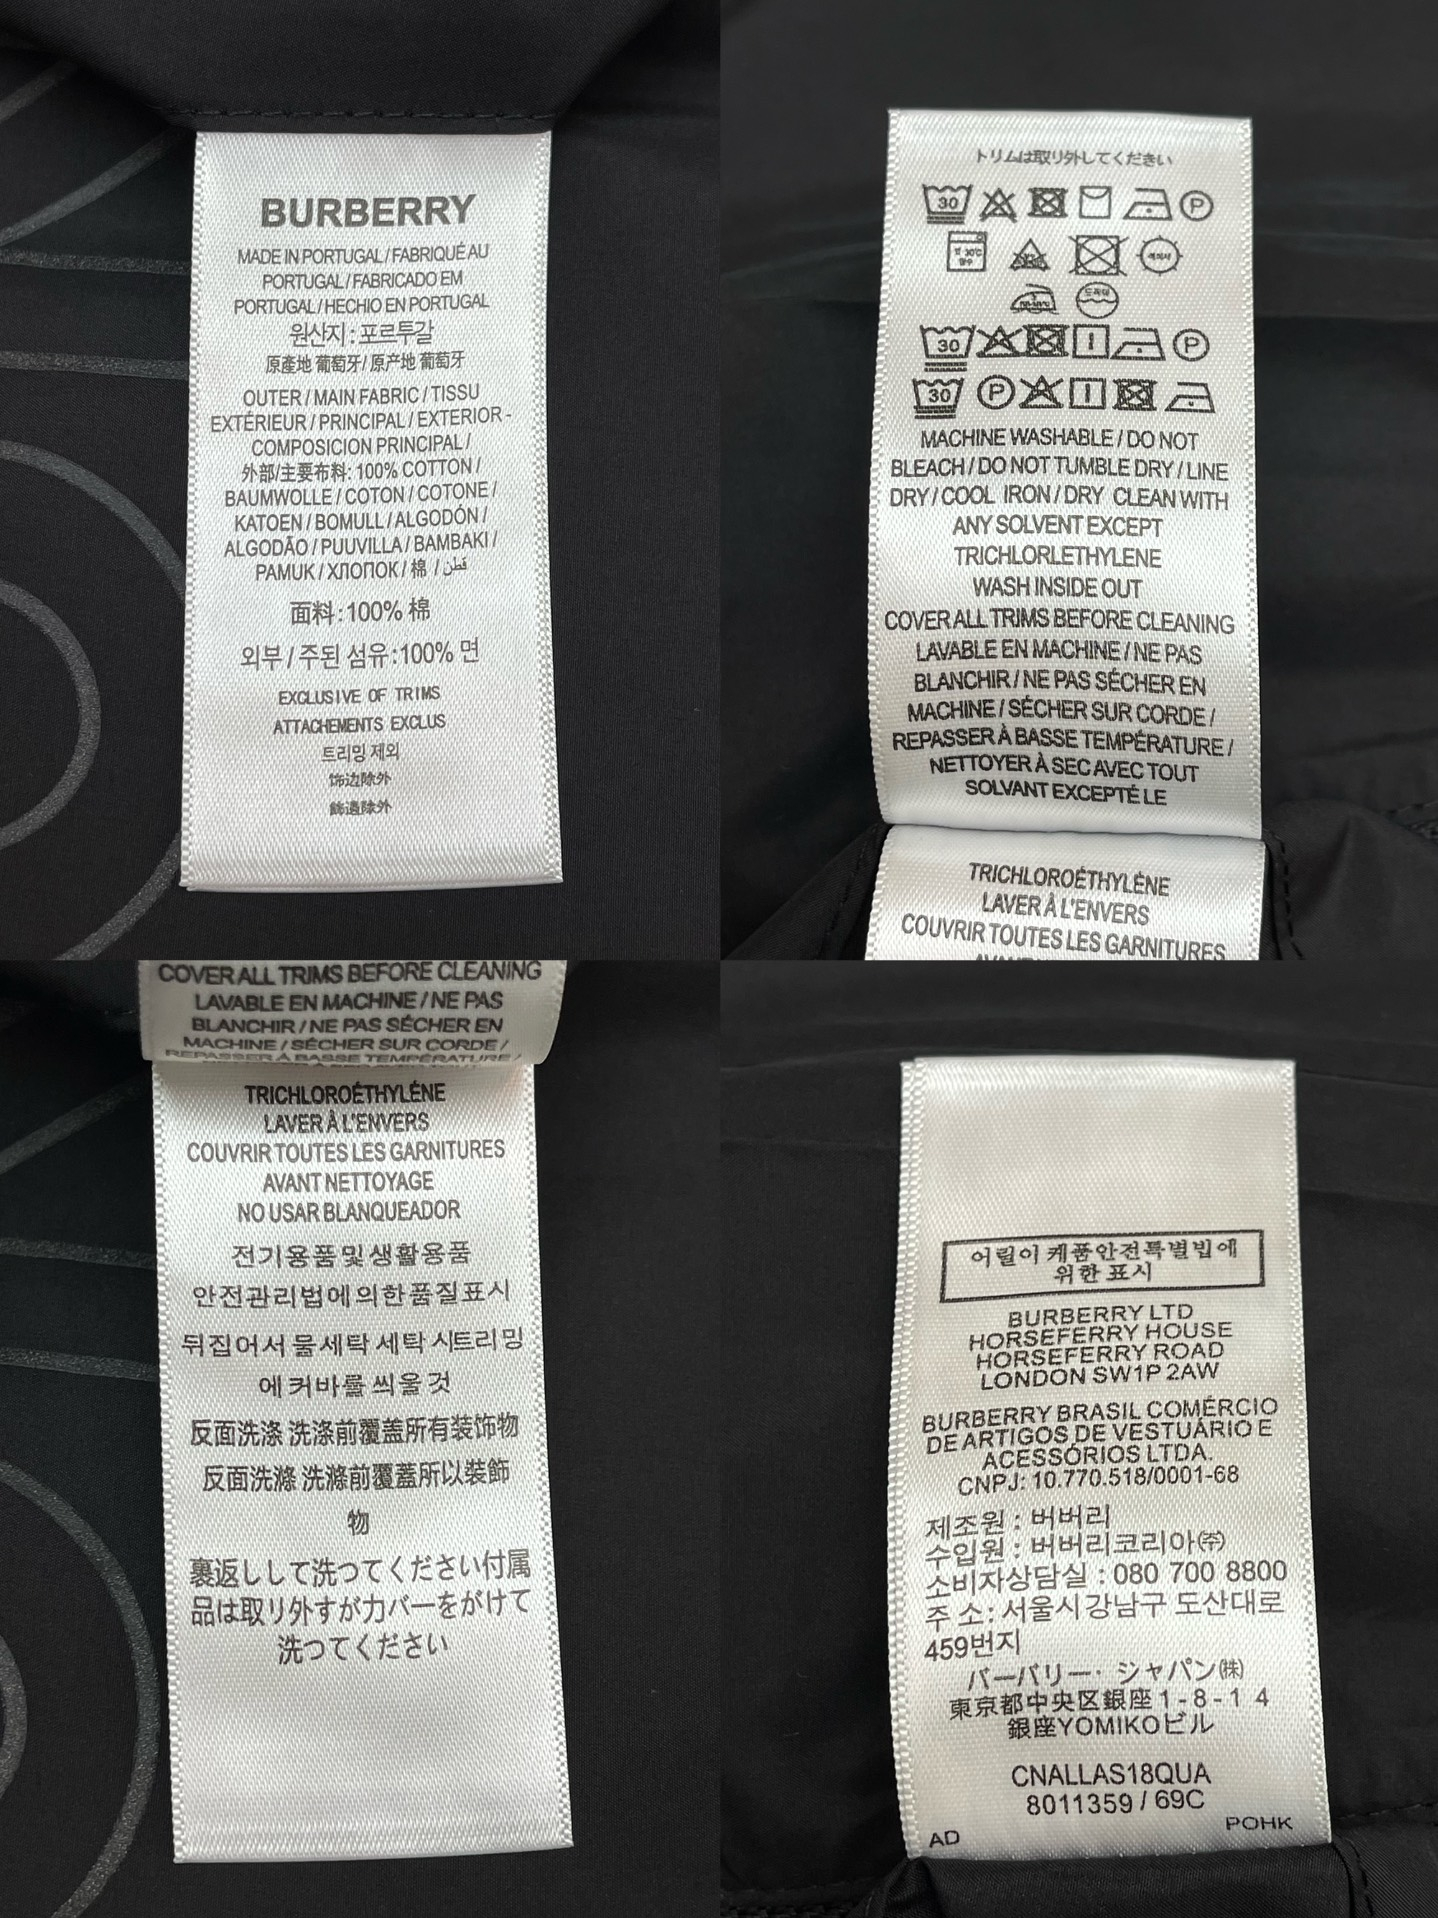 BURBERRY
MADE IN PORTUGAL / FABRIQUÉ AU
PORTUGAL / FABRICADO EM
PORTUGAL / HECHIO EN PORTUGAL
원산지 : 포르투갈
原產地 葡萄牙 / 原产地 葡萄牙
OUTER / MAIN FABRIC / TISSU
EXTÉRIEUR / PRINCIPAL / EXTERIOR -
COMPOSICION PRINCIPAL /
外部/主要布料: 100% COTTON /
BAUMWOLLE / COTON / COTONE /
KATOEN / BOMULL / ALGODÓN /
ALGODÃO / PUUVILLA / BAMBAKI /
PAMUK / ХЛОПОК / 棉 / قطن
面料 : 100% 棉
외부 / 주된 섬유 : 100% 면
EXCLUSIVE OF TRIMS
ATTACHEMENTS EXCLUS
트리밍 제외
饰边除外
飾邊除外
トリムは取り外してください
30 P
약 30℃
중성
30 P
30 P
MACHINE WASHABLE / DO NOT
BLEACH / DO NOT TUMBLE DRY / LINE
DRY / COOL IRON / DRY CLEAN WITH
ANY SOLVENT EXCEPT
TRICHLORLETHYLENE
WASH INSIDE OUT
COVER ALL TRIMS BEFORE CLEANING
LAVABLE EN MACHINE / NE PAS
BLANCHIR / NE PAS SÉCHER EN
MACHINE / SÉCHER SUR CORDE /
REPASSER À BASSE TEMPÉRATURE /
NETTOYER À SEC AVEC TOUT
SOLVANT EXCEPTÉ LE
TRICHLOROÉTHYLÉNE
LAVER À L'ENVERS
COUVRIR TOUTES LES GARNITURES
COVER ALL TRIMS BEFORE CLEANING
LAVABLE EN MACHINE / NE PAS
BLANCHIR / NE PAS SÉCHER EN
MACHINE / SÉCHER SUR CORDE /
REPASSER À BASSE TEMPÉRATURE /
TRICHLOROÉTHYLÉNE
LAVER À L'ENVERS
COUVRIR TOUTES LES GARNITURES
AVANT NETTOYAGE
NO USAR BLANQUEADOR
전기용품및생활용품
안전관리법에의한품질표시
뒤집어서 물세탁 세탁 시트리밍
에 커바를 씌울 것
反面洗涤 洗涤前覆盖所有装饰物
反面洗滌 洗滌前覆蓋所以裝飾
物
裏返しして洗つてください付属
品は取り外すが力バーをがけて
洗つてください
어릴이 케품안전특별법에
위한 표시
BURBERRY LTD
HORSEFERRY HOUSE
HORSEFERRY ROAD
LONDON SW1P 2AW
BURBERRY BRASIL COMÉRCIO
DE ARTIGOS DE VESTUÁRIO E
ACESSÓRIOS LTDA.
CNPJ: 10.770.518/0001-68
제조원 : 버버리
수입원 : 버버리코리아㈜
소비자상담실 : 080 700 8800
주 소 : 서울시 강남구 도산대로
459번지
バーバリー・ジャパン㈱
東京都中央区銀座1-8-14
銀座YOMIKOビル
CNALLAS18QUA
8011359 / 69C
AD POHK